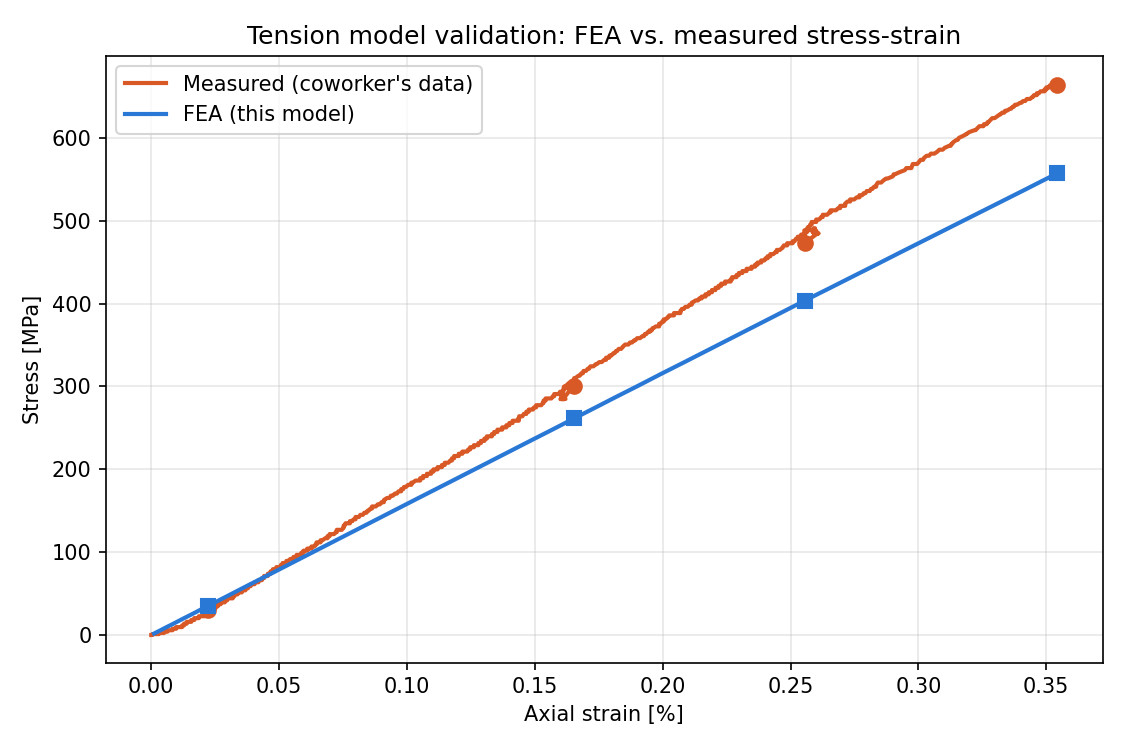 Tension model validation: FEA vs. measured stress-strain
Measured (coworker's data)
FEA (this model)
600
500
400
300
200
100
0
Stress [MPa]
0.00 0.05 0.10 0.15 0.20 0.25 0.30 0.35
Axial strain [%]